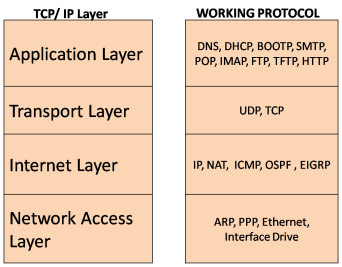 TCP/ IP Layer
WORKING PROTOCOL
Application Layer
DNS, DHCP, BOOTP, SMTP,
POP, IMAP, FTP, TFTP, HTTP
Transport Layer
UDP, TCP
Internet Layer
IP, NAT, ICMP, OSPF , EIGRP
Network Access
Layer
ARP, PPP, Ethernet,
Interface Drive